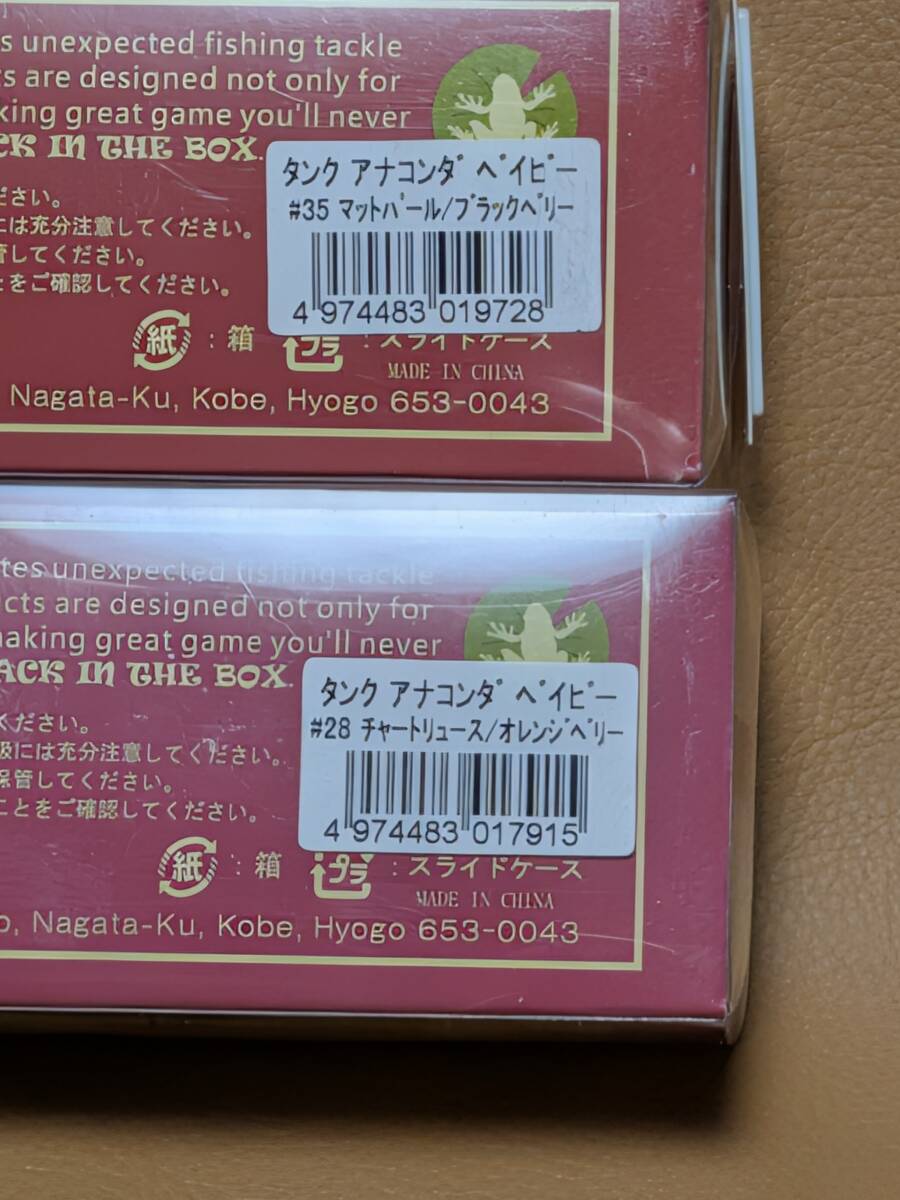 s unexpected fishing tackle
ts are designed not only for
king great game you'll never
CK IN THE BOX.
ださい。
には充分注意してください。
管してください。
とをご確認してください。
タンク アナコンダ ベイビー
#35 マットパール/ブラックベリー
4 974483 019728
紙 : 箱 プラ : スライドケース
MADE IN CHINA
Nagata-Ku, Kobe, Hyogo 653-0043
tes unexpected fishing tackle
cts are designed not only for
making great game you'll never
ACK IN THE BOX.
ください。
扱には充分注意してください。
保管してください。
ことをご確認してください。
タンク アナコンダ ベイビー
#28 チャートリュース/オレンジベリー
4 974483 017915
紙 : 箱 プラ : スライドケース
MADE IN CHINA
o, Nagata-Ku, Kobe, Hyogo 653-0043